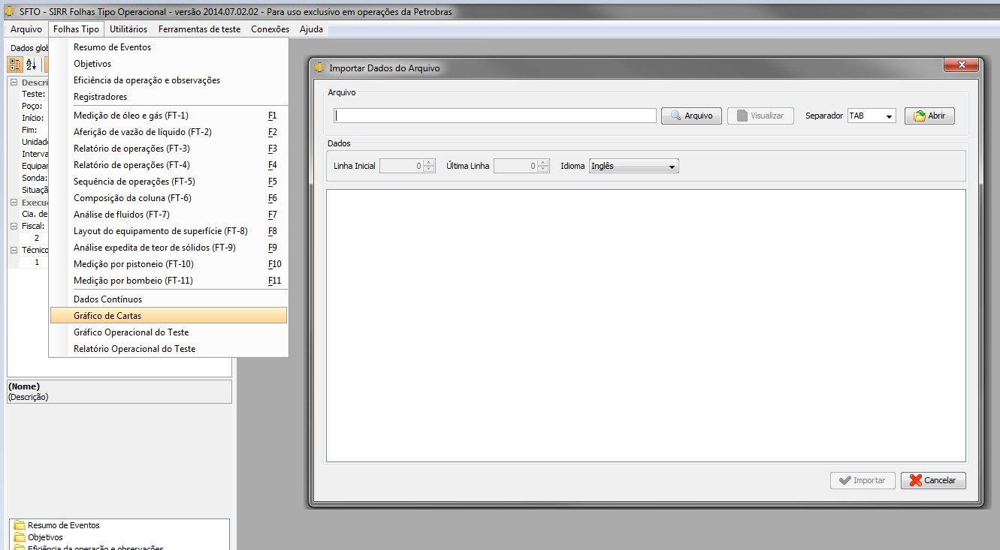 SFTO - SIRR Folhas Tipo Operacional - versão 2014.07.02.02 - Para uso exclusivo em operações da Petrobras
Arquivo Folhas Tipo Utilitários Ferramentas de teste Conexões Ajuda
Dados glob
Descri
Teste:
Poço:
Início:
Fim:
Unidad
Interva
Equipar
Sonda:
Situaçã
Execu
Cia. de
Fiscal:
2
Técnico
1
Resumo de Eventos
Objetivos
Eficiência da operação e observações
Registradores
Medição de óleo e gás (FT-1) F1
Aferição de vazão de líquido (FT-2) F2
Relatório de operações (FT-3) F3
Relatório de operações (FT-4) F4
Sequência de operações (FT-5) F5
Composição da coluna (FT-6) F6
Análise de fluidos (FT-7) F7
Layout do equipamento de superfície (FT-8) F8
Análise expedita de teor de sólidos (FT-9) F9
Medição por pistoneio (FT-10) F10
Medição por bombeio (FT-11) F11
Dados Contínuos
Gráfico de Cartas
Gráfico Operacional do Teste
Relatório Operacional do Teste
(Nome)
(Descrição)
Resumo de Eventos
Objetivos
Eficiência da operação e observações
Importar Dados do Arquivo
Arquivo
Arquivo Visualizar Separador TAB Abrir
Dados
Linha Inicial 0 Última Linha 0 Idioma Inglês
Importar Cancelar